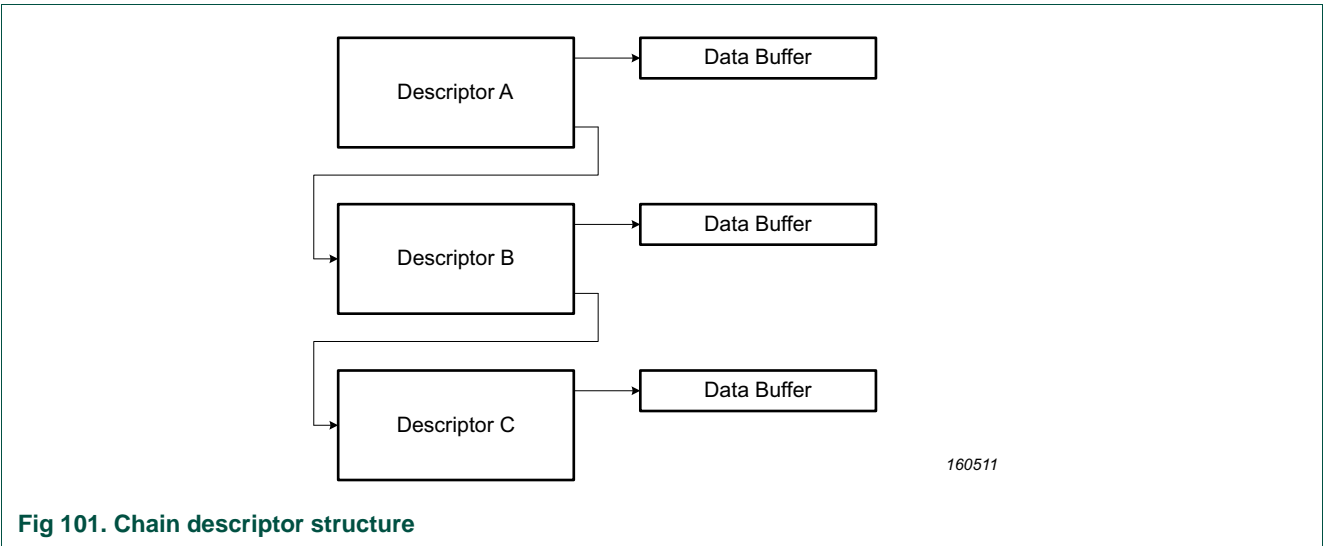 Descriptor A
Data Buffer
Descriptor B
Data Buffer
Descriptor C
Data Buffer
160511
Fig 101. Chain descriptor structure